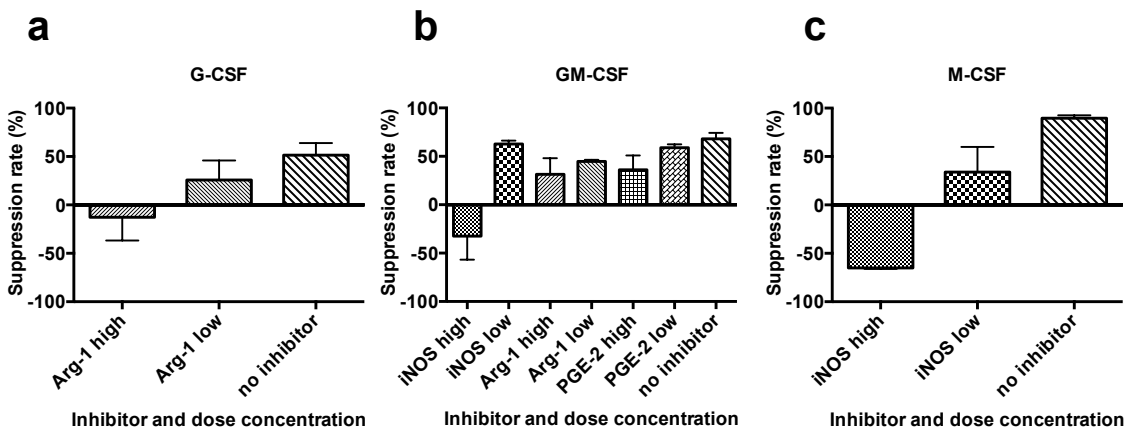 a
G-CSF
Suppression rate (%)
100
50
0
-50
-100
Arg-1 high
Arg-1 low
no inhibitor
Inhibitor and dose concentration
b
GM-CSF
Suppression rate (%)
100
50
0
-50
-100
iNOS high
iNOS low
Arg-1 high
Arg-1 low
PGE-2 high
PGE-2 low
no inhibitor
Inhibitor and dose concentration
c
M-CSF
Suppression rate (%)
100
50
0
-50
-100
iNOS high
iNOS low
no inhibitor
Inhibitor and dose concentration